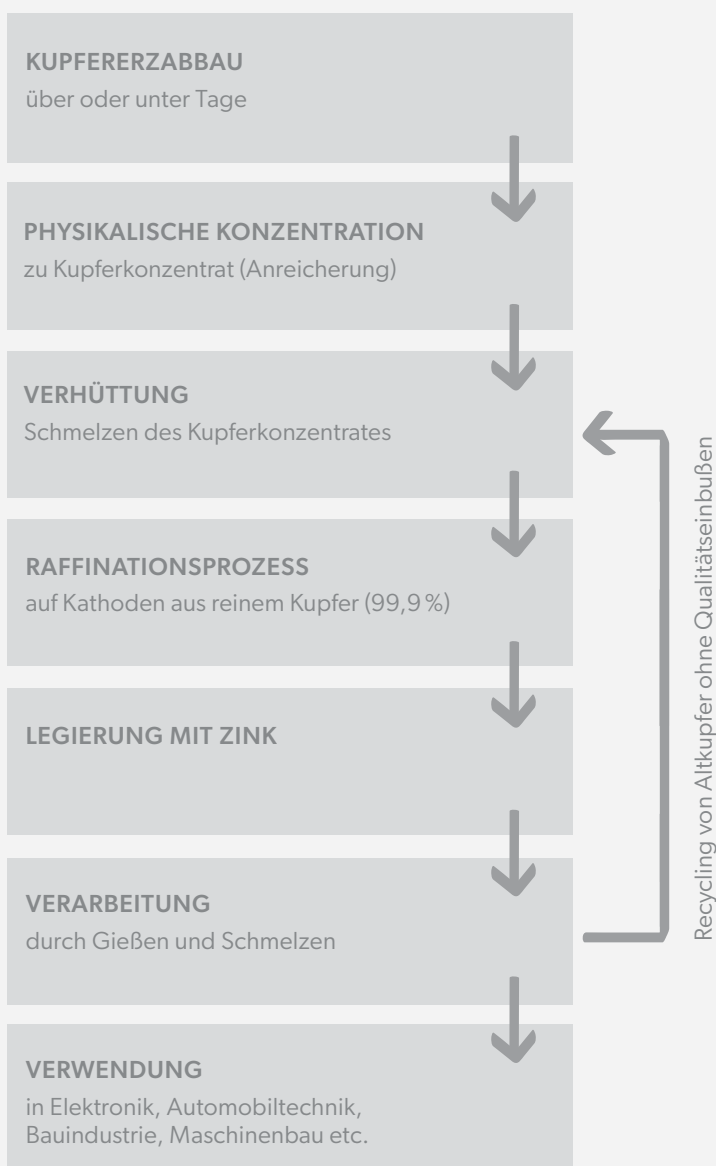 KUPFERERZABBAU
über oder unter Tage
PHYSIKALISCHE KONZENTRATION
zu Kupferkonzentrat (Anreicherung)
VERHÜTTUNG
Schmelzen des Kupferkonzentrates
RAFFINATIONSPROZESS
auf Kathoden aus reinem Kupfer (99,9 %)
LEGIERUNG MIT ZINK
VERARBEITUNG
durch Gießen und Schmelzen
VERWENDUNG
in Elektronik, Automobiltechnik,
Bauindustrie, Maschinenbau etc.
Recycling von Altkupfer ohne Qualitätseinbußen